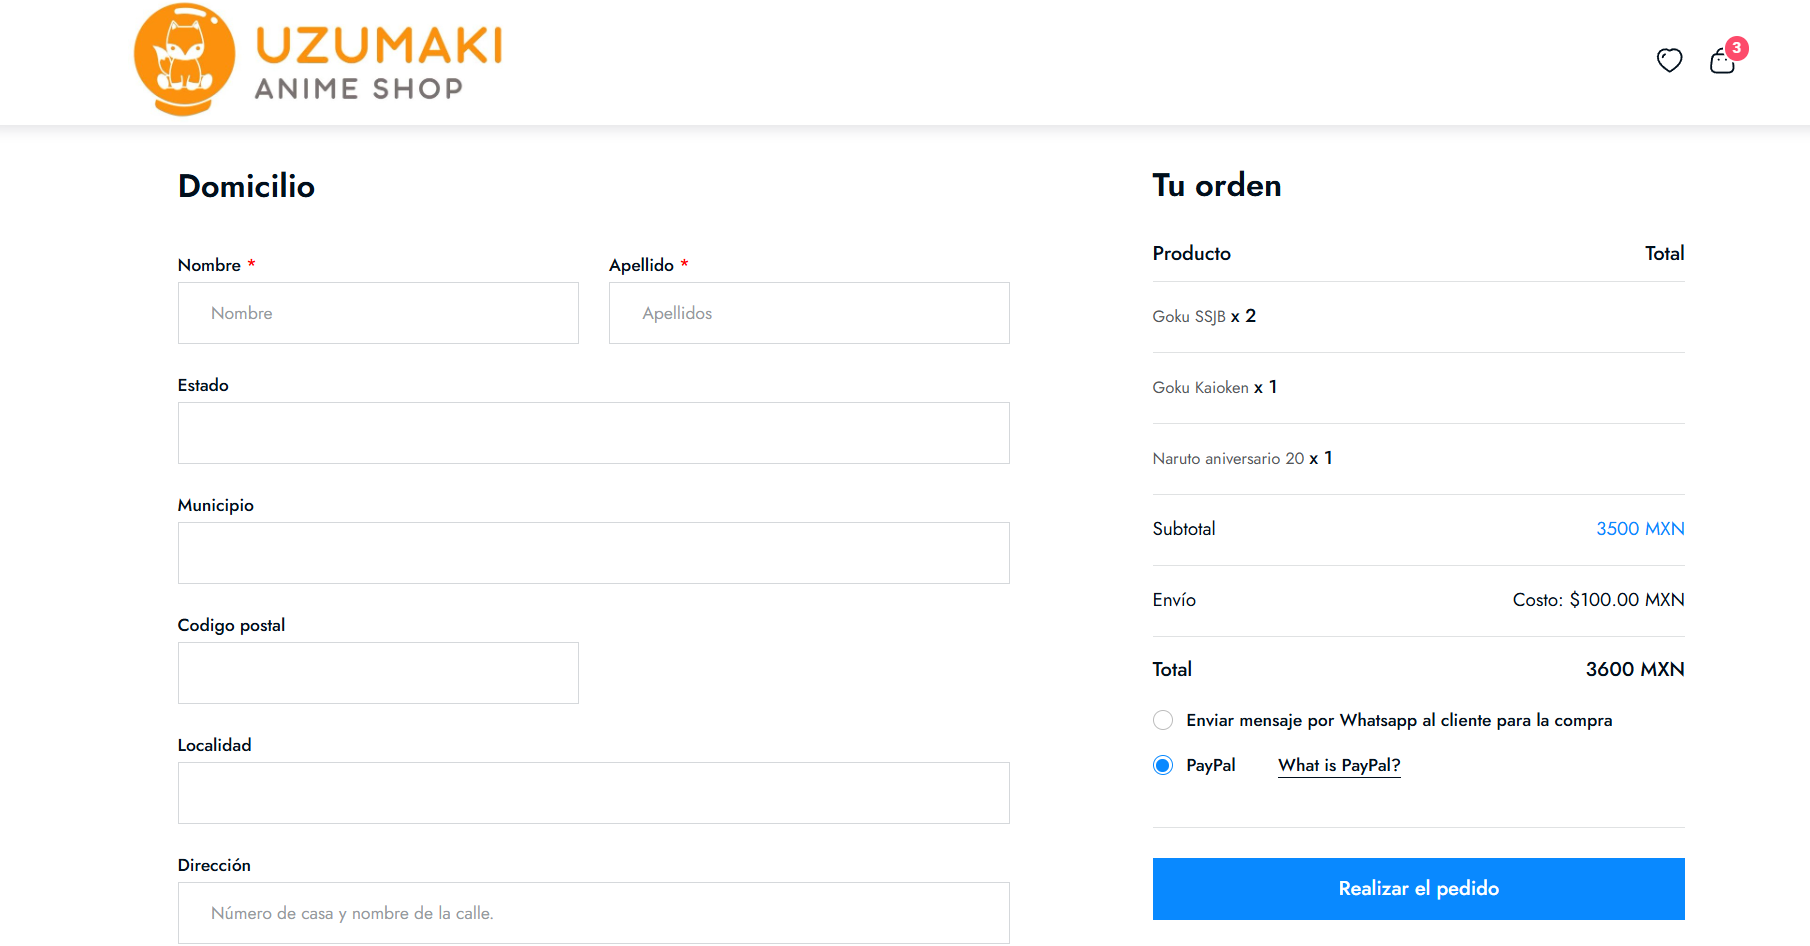 UZUMAKI
ANIME SHOP
3
Domicilio
Nombre *
Apellido *
Nombre
Apellidos
Estado
Municipio
Codigo postal
Localidad
Dirección
Número de casa y nombre de la calle.
Tu orden
Producto Total
Goku SSJB x 2
Goku Kaioken x 1
Naruto aniversario 20 x 1
Subtotal 3500 MXN
Envío Costo: $100.00 MXN
Total 3600 MXN
Enviar mensaje por Whatsapp al cliente para la compra
PayPal What is PayPal?
Realizar el pedido